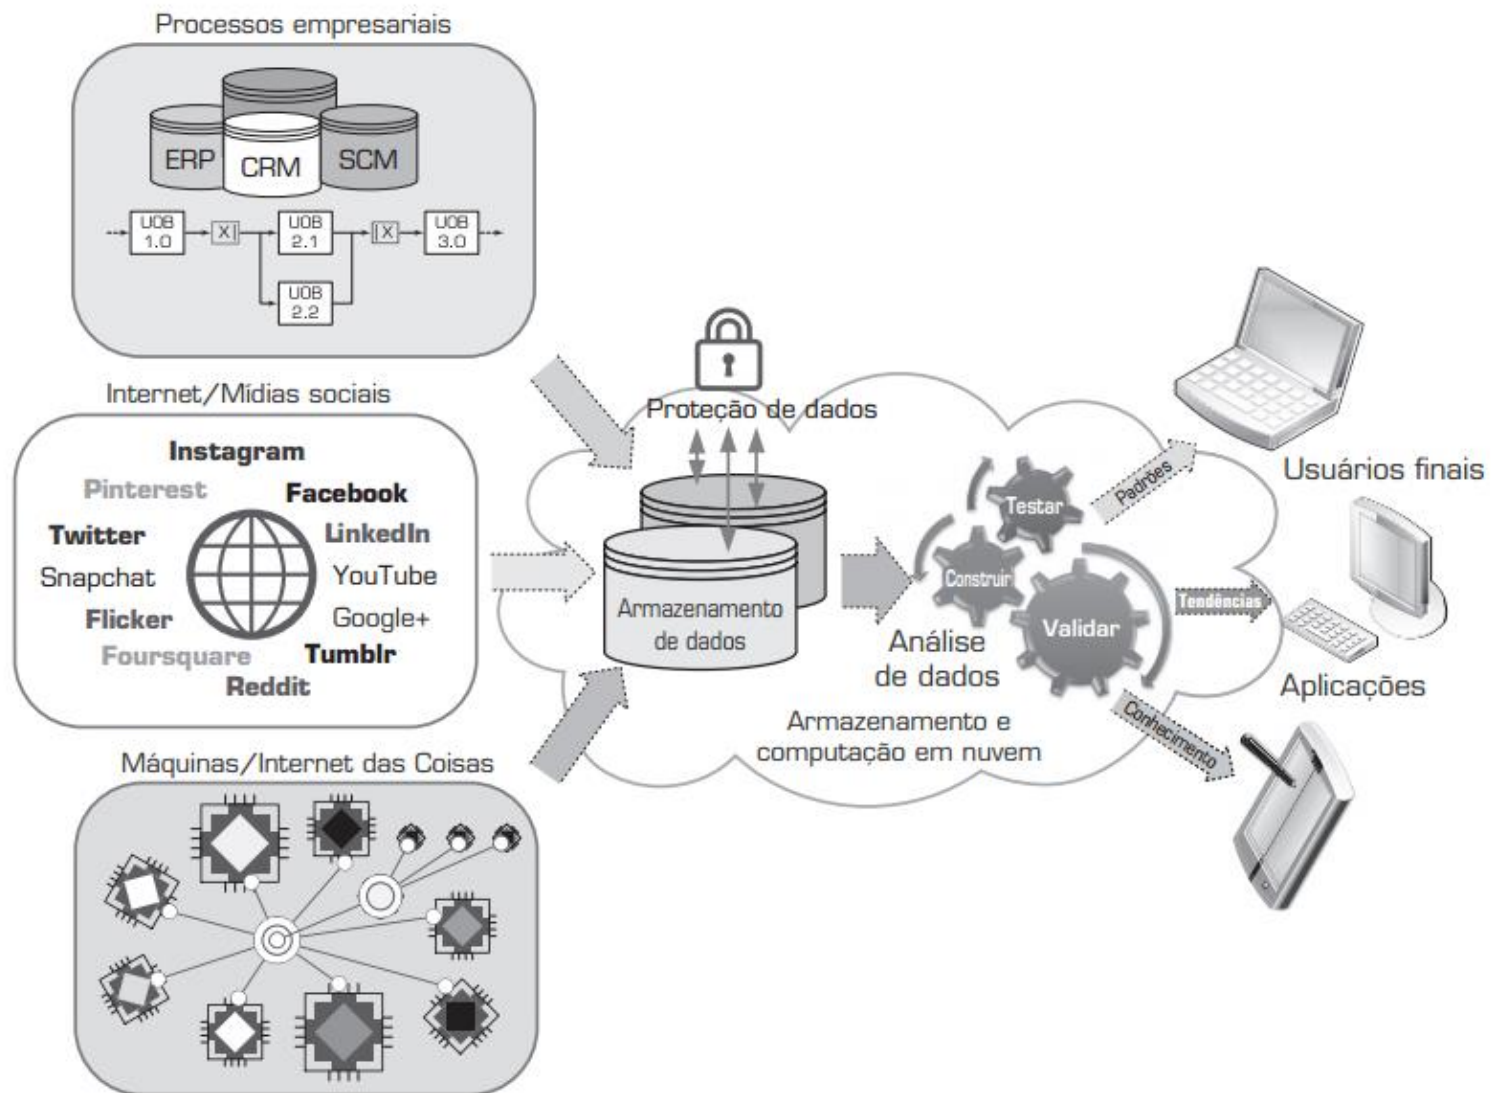 Processos empresariais
ERP
CRM
SCM
UOB
1.0
X
UOB
2.1
X
UOB
3.0
UOB
2.2
Internet/Mídias sociais
Instagram
Pinterest
Facebook
Twitter
LinkedIn
Snapchat
YouTube
Flicker
Google+
Foursquare
Tumblr
Reddit
Máquinas/Internet das Coisas
Proteção de dados
Armazenamento
de dados
Testar
Construir
Validar
Análise
de dados
Armazenamento e
computação em nuvem
Padrões
Tendências
Conhecimento
Usuários finais
Aplicações